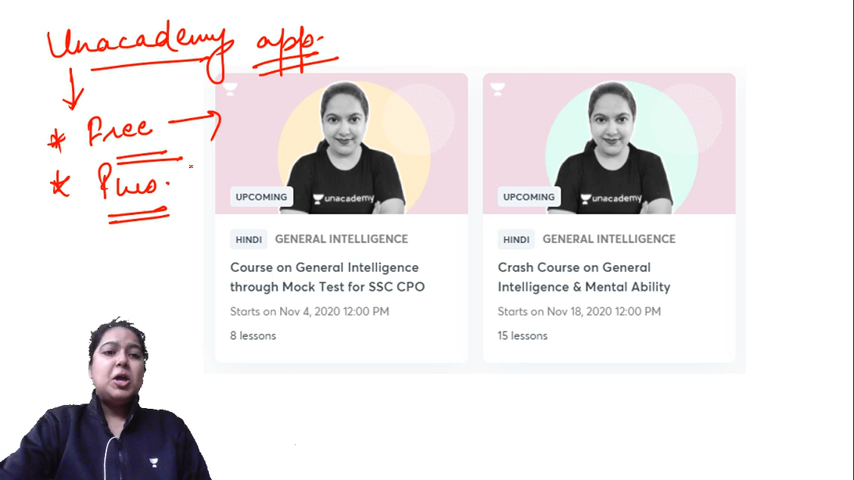 Unacademy app.
* Free →
* Plus.
unacademy
UPCOMING
HINDI GENERAL INTELLIGENCE
Course on General Intelligence
through Mock Test for SSC CPO
Starts on Nov 4, 2020 12:00 PM
8 lessons
unacademy
UPCOMING
HINDI GENERAL INTELLIGENCE
Crash Course on General
Intelligence & Mental Ability
Starts on Nov 18, 2020 12:00 PM
15 lessons